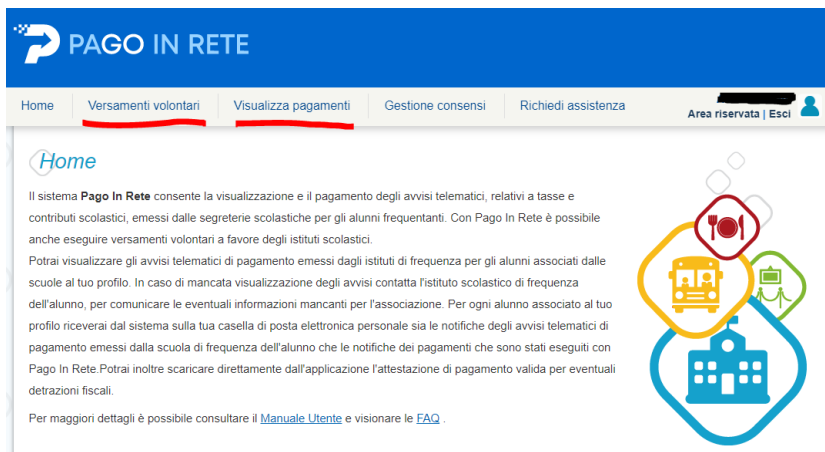 PAGO IN RETE
Home Versamenti volontari Visualizza pagamenti Gestione consensi Richiedi assistenza
Area riservata | Esci
Home
Il sistema Pago In Rete consente la visualizzazione e il pagamento degli avvisi telematici, relativi a tasse e
contributi scolastici, emessi dalle segreterie scolastiche per gli alunni frequentanti. Con Pago In Rete è possibile
anche eseguire versamenti volontari a favore degli istituti scolastici.
Potrai visualizzare gli avvisi telematici di pagamento emessi dagli istituti di frequenza per gli alunni associati dalle
scuole al tuo profilo. In caso di mancata visualizzazione degli avvisi contatta l'istituto scolastico di frequenza
dell'alunno, per comunicare le eventuali informazioni mancanti per l'associazione. Per ogni alunno associato al tuo
profilo riceverai dal sistema sulla tua casella di posta elettronica personale sia le notifiche degli avvisi telematici di
pagamento emessi dalla scuola di frequenza dell'alunno che le notifiche dei pagamenti che sono stati eseguiti con
Pago In Rete.Potrai inoltre scaricare direttamente dall'applicazione l'attestazione di pagamento valida per eventuali
detrazioni fiscali.
Per maggiori dettagli è possibile consultare il Manuale Utente e visionare le FAQ .